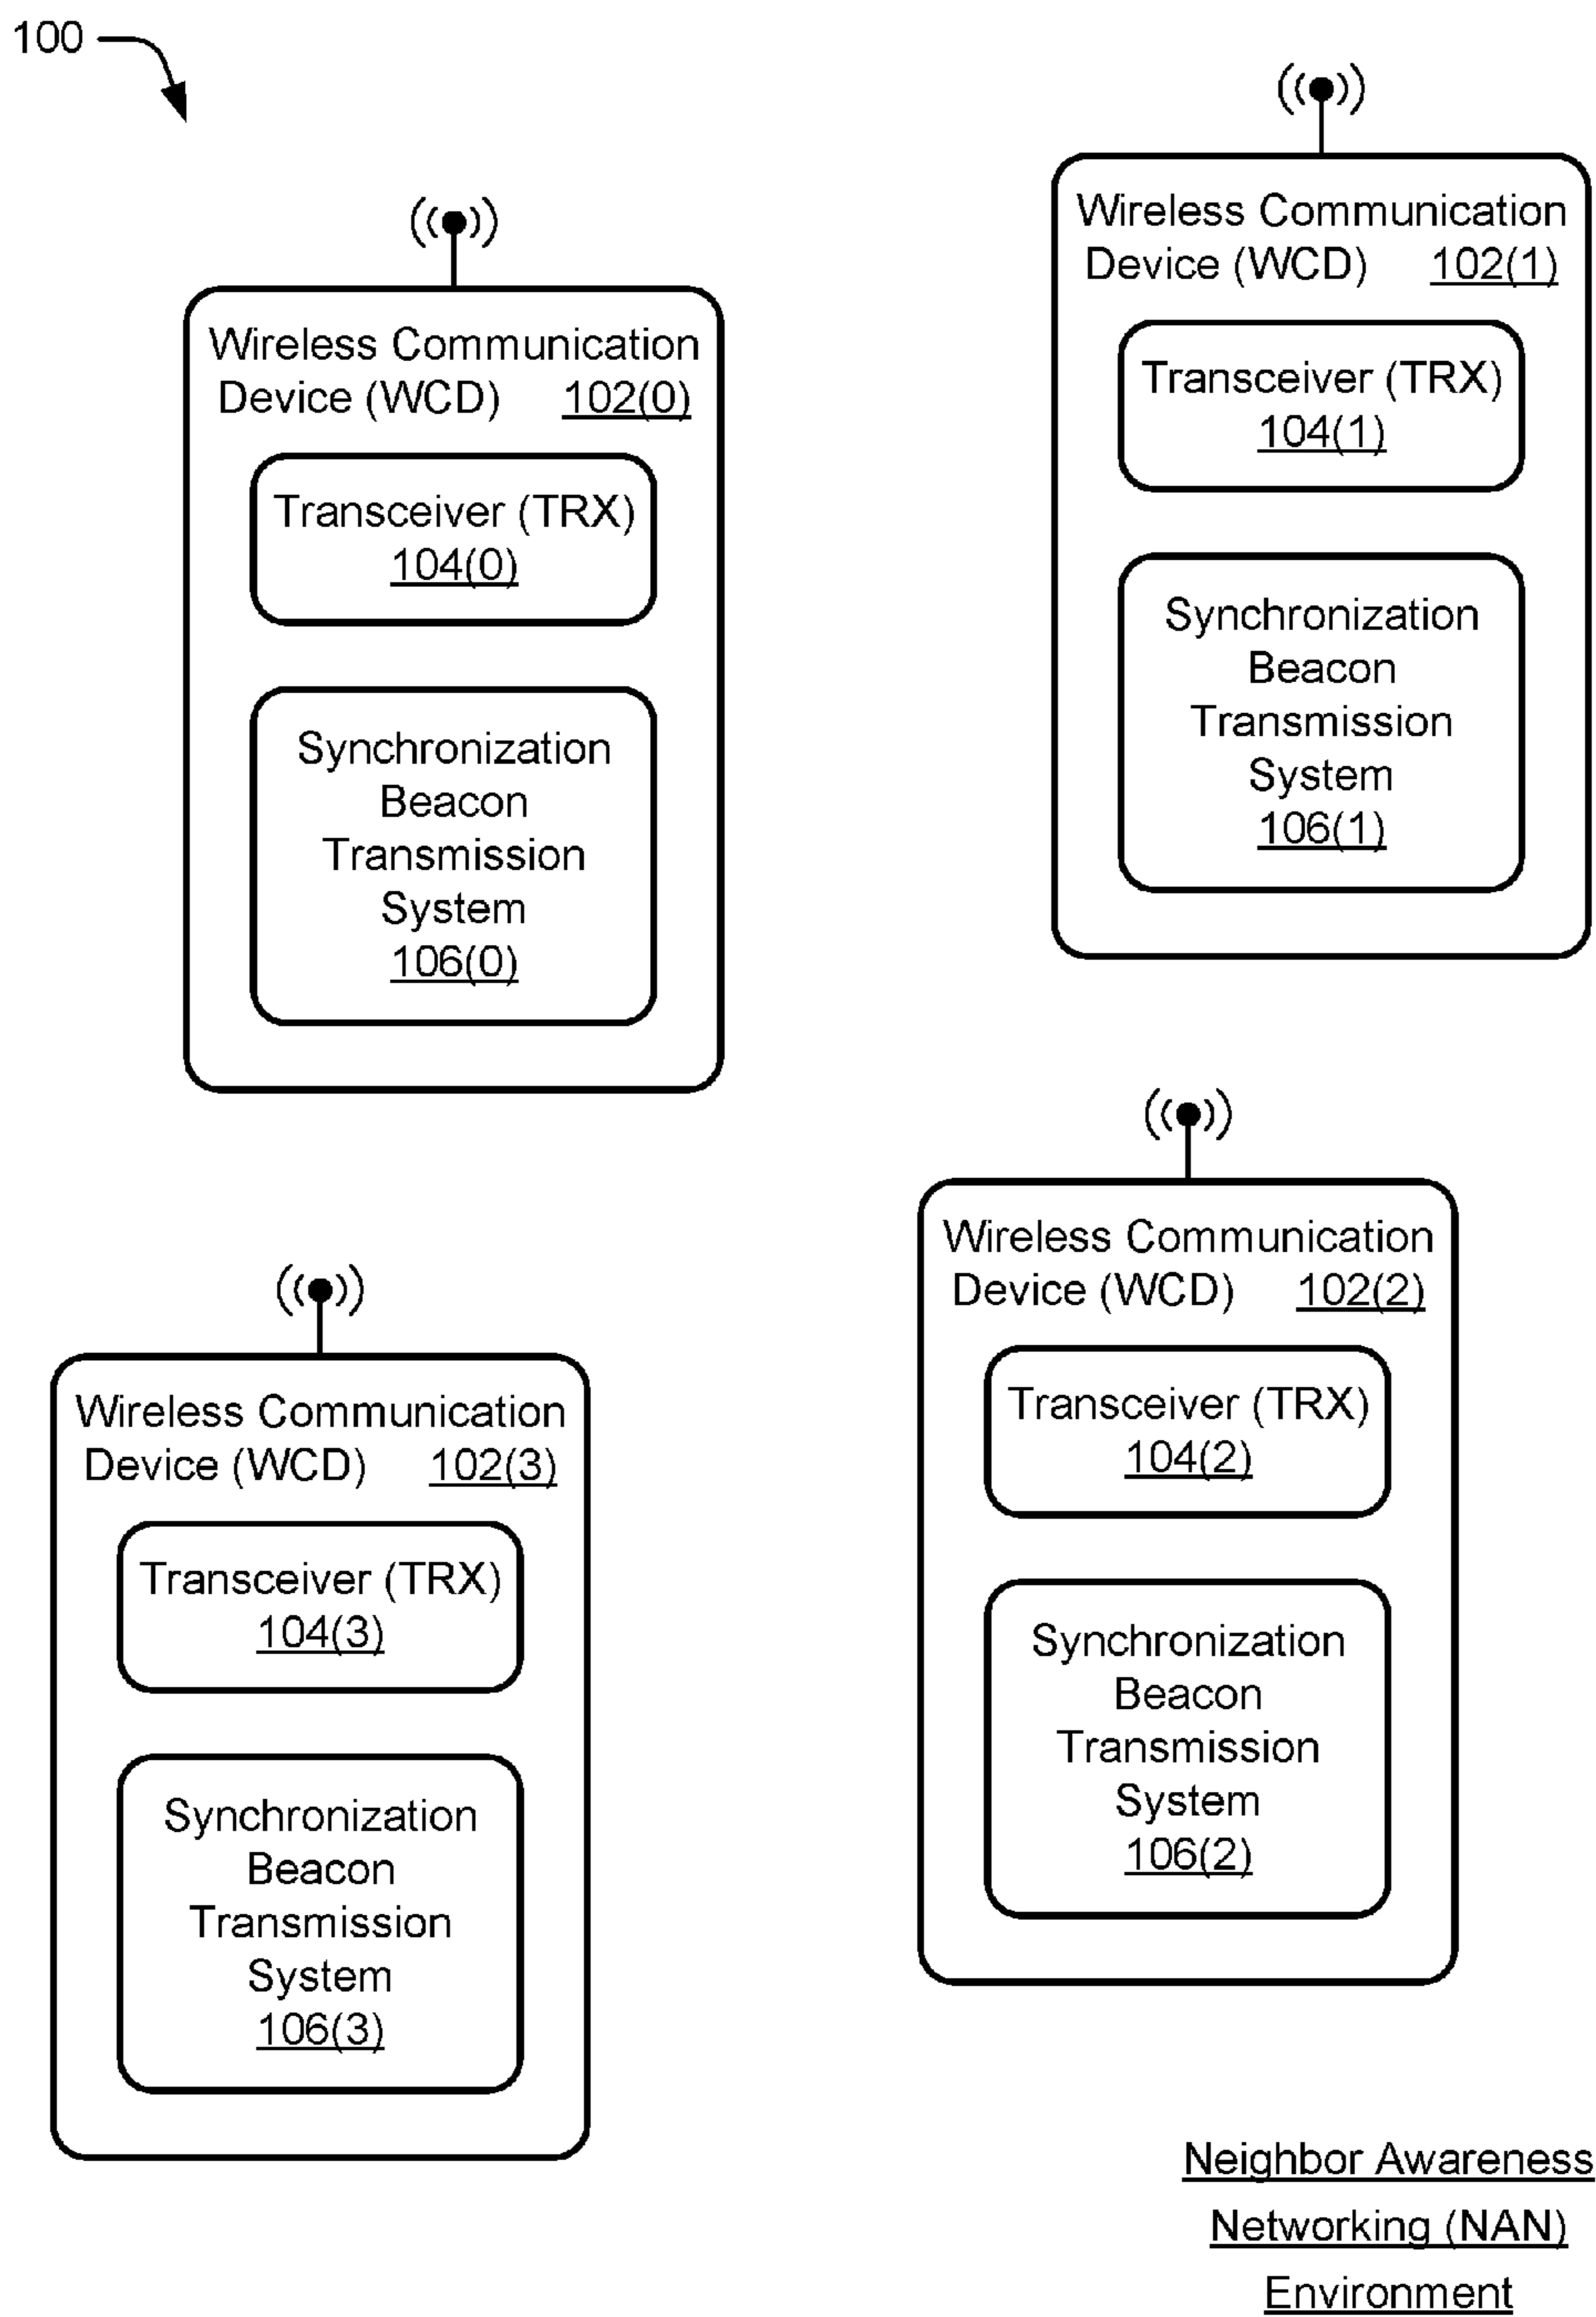 100
Wireless Communication
Device (WCD) 102(0)
Transceiver (TRX)
104(0)
Synchronization
Beacon
Transmission
System
106(0)
Wireless Communication
Device (WCD) 102(1)
Transceiver (TRX)
104(1)
Synchronization
Beacon
Transmission
System
106(1)
Wireless Communication
Device (WCD) 102(3)
Transceiver (TRX)
104(3)
Synchronization
Beacon
Transmission
System
106(3)
Wireless Communication
Device (WCD) 102(2)
Transceiver (TRX)
104(2)
Synchronization
Beacon
Transmission
System
106(2)
Neighbor Awareness
Networking (NAN)
Environment